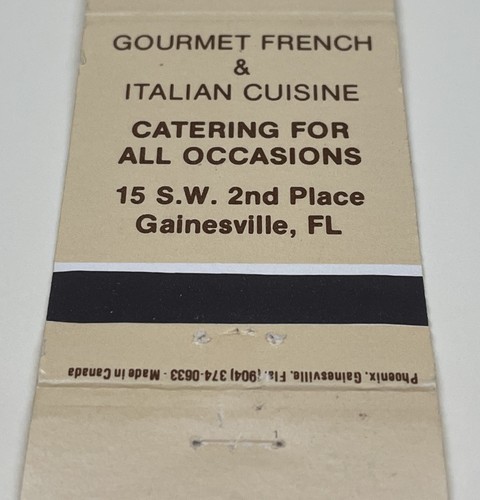 GOURMET FRENCH
&
ITALIAN CUISINE
CATERING FOR
ALL OCCASIONS
15 S.W. 2nd Place
Gainesville, FL
Phoenix, Gainesville, Fla. (904) 374-0633 - Made in Canada